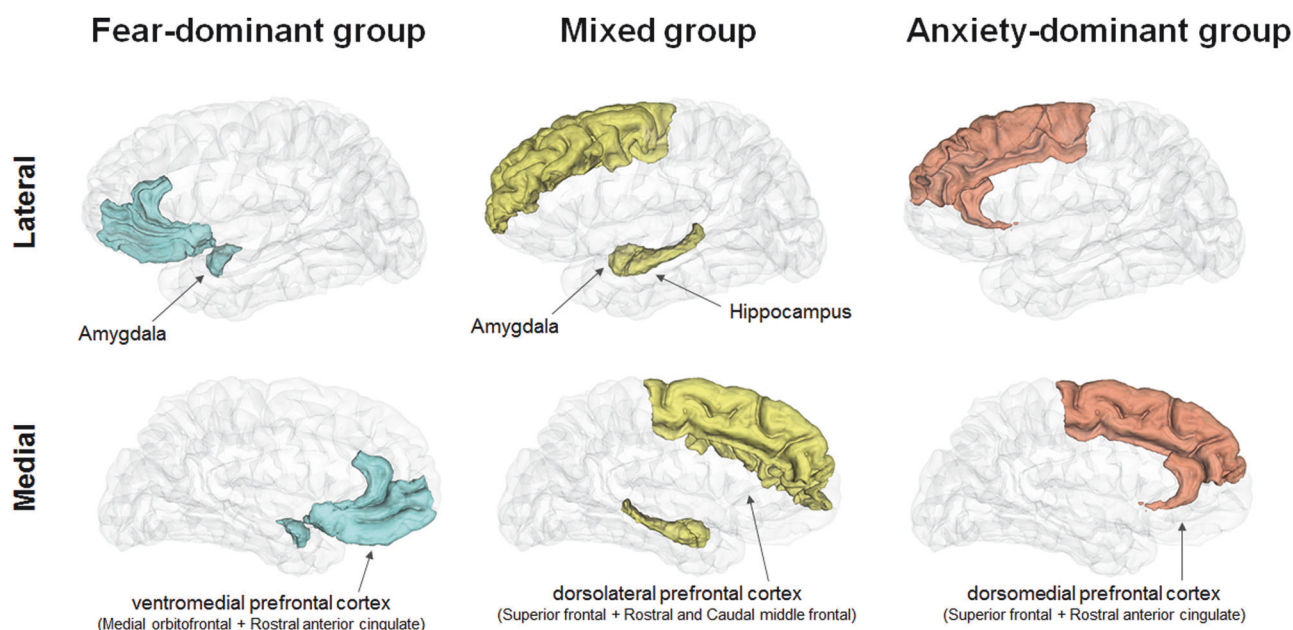 Fear-dominant group
Mixed group
Anxiety-dominant group
Lateral
Amygdala
Amygdala
Hippocampus
Medial
ventromedial prefrontal cortex
(Medial orbitofrontal + Rostral anterior cingulate)
dorsolateral prefrontal cortex
(Superior frontal + Rostral and Caudal middle frontal)
dorsomedial prefrontal cortex
(Superior frontal + Rostral anterior cingulate)